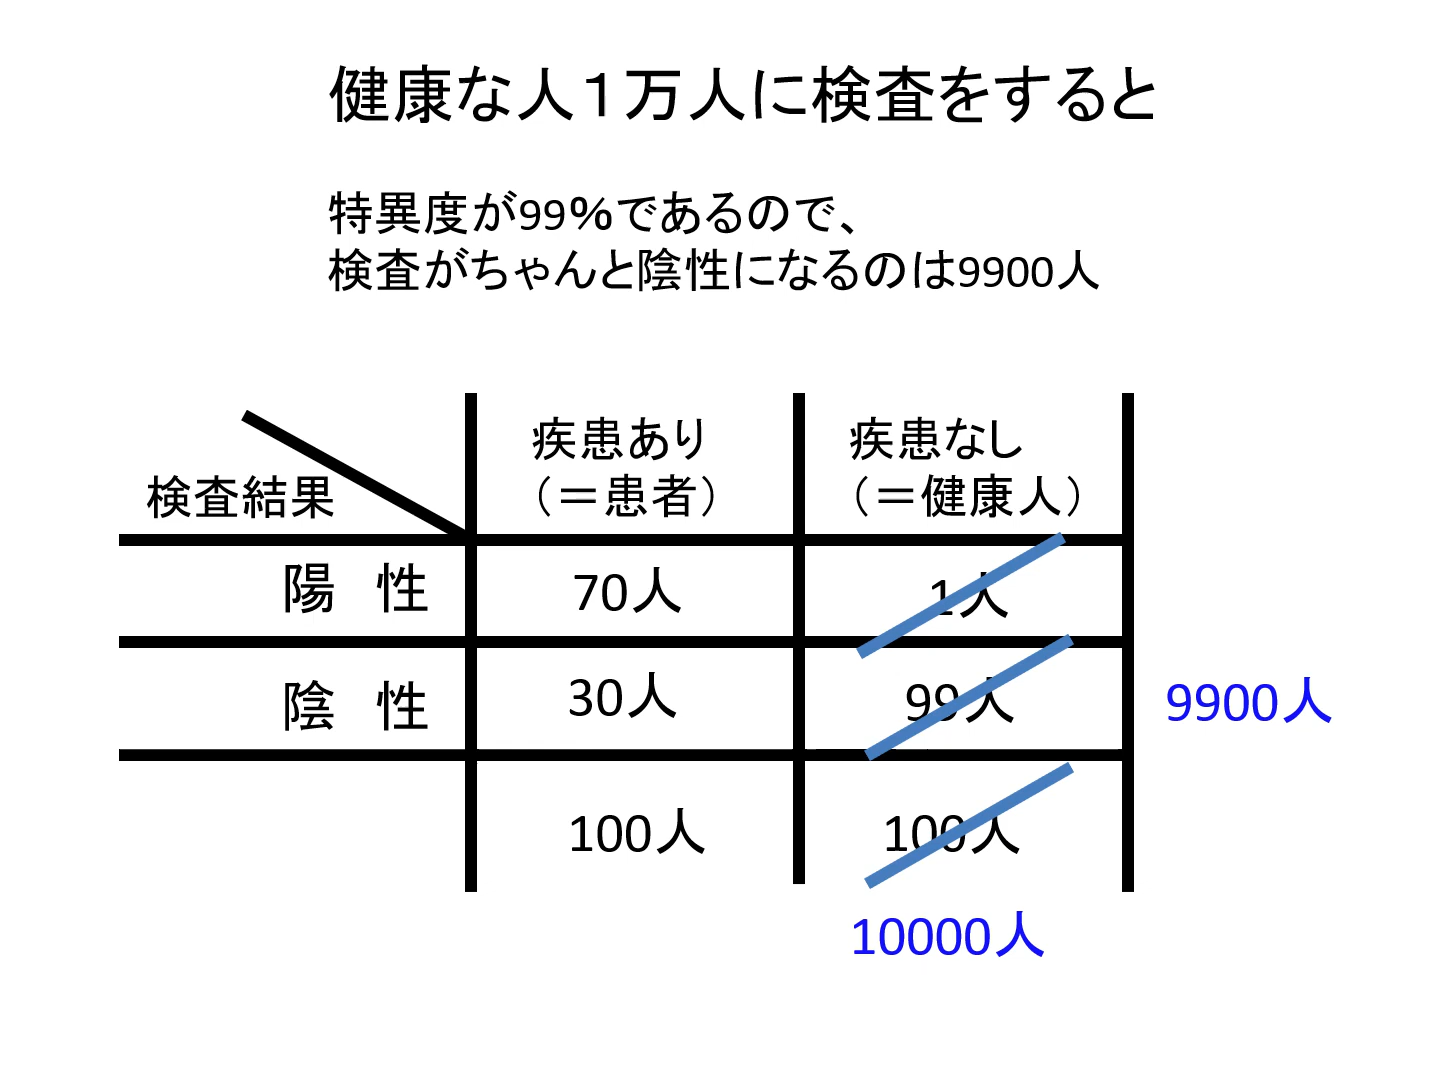 健康な人１万人に検査をすると
特異度が99％であるので、
検査がちゃんと陰性になるのは9900人
疾患あり
（＝患者）
疾患なし
（＝健康人）
検査結果
陽　性
70人
1人
陰　性
30人
99人
9900人
100人
100人
10000人